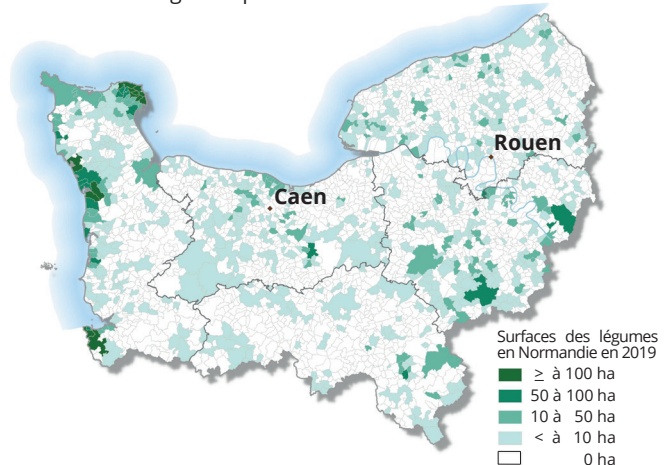 Rouen
Caen
Surfaces des légumes
en Normandie en 2019
≥ à 100 ha
50 à 100 ha
10 à 50 ha
< à 10 ha
0 ha